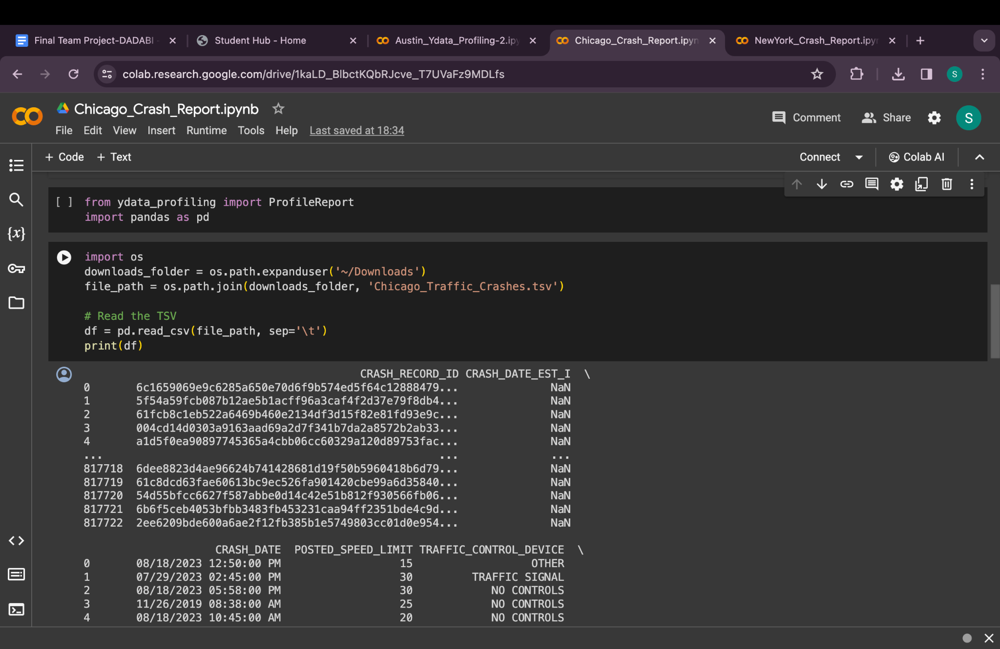 Final Team Project-DADABI
Student Hub - Home
Austin_Ydata_Profiling-2.ipy
Chicago_Crash_Report.ipyn
NewYork_Crash_Report.ipyn
colab.research.google.com/drive/1kaLD_BlbctKQbRJcve_T7UVaFz9MDLfs
S
CO
Chicago_Crash_Report.ipynb
Comment
Share
S
File Edit View Insert Runtime Tools Help Last saved at 18:34
+ Code + Text
Connect
Colab AI
{x}
[ ] from ydata_profiling import ProfileReport
import pandas as pd
import os
downloads_folder = os.path.expanduser('~/Downloads')
file_path = os.path.join(downloads_folder, 'Chicago_Traffic_Crashes.tsv')
# Read the TSV
df = pd.read_csv(file_path, sep='\t')
print(df)
CRASH_RECORD_ID CRASH_DATE_EST_I \
0 6c1659069e9c6285a650e70d6f9b574ed5f64c12888479... NaN
1 5f54a59fcb087b12ae5b1acff96a3caf4f2d37e79f8db4... NaN
2 61fcb8c1eb522a6469b460e2134df3d15f82e81fd93e9c... NaN
3 004cd14d0303a9163aad69a2d7f341b7da2a8572b2ab33... NaN
4 a1d5f0ea90897745365a4cbb06cc60329a120d89753fac... NaN
... ... ...
817718 6dee8823d4ae96624b741428681d19f50b5960418b6d79... NaN
817719 61c8dcd63fae60613bc9ec526fa901420cbe99a6d35840... NaN
817720 54d55bfcc6627f587abbe0d14c42e51b812f930566fb06... NaN
817721 6b6f5ceb4053bfbb3483fb453231caa94ff2351bde4c9d... NaN
817722 2ee6209bde600a6ae2f12fb385b1e5749803cc01d0e954... NaN
CRASH_DATE POSTED_SPEED_LIMIT TRAFFIC_CONTROL_DEVICE \
0 08/18/2023 12:50:00 PM 15 OTHER
1 07/29/2023 02:45:00 PM 30 TRAFFIC SIGNAL
2 08/18/2023 05:58:00 PM 30 NO CONTROLS
3 11/26/2019 08:38:00 AM 25 NO CONTROLS
4 08/18/2023 10:45:00 AM 20 NO CONTROLS